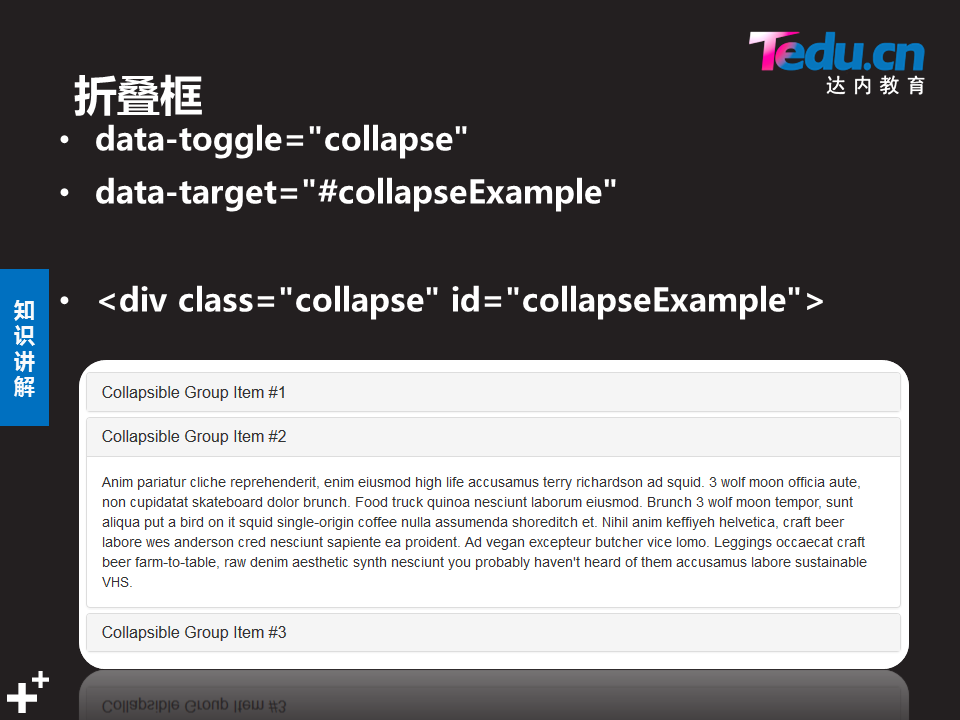 Tedu.cn
达内教育
折叠框
• data-toggle="collapse"
• data-target="#collapseExample"
• <div class="collapse" id="collapseExample">
知
识
讲
解
Collapsible Group Item #1
Collapsible Group Item #2
Anim pariatur cliche reprehenderit, enim eiusmod high life accusamus terry richardson ad squid. 3 wolf moon officia aute,
non cupidatat skateboard dolor brunch. Food truck quinoa nesciunt laborum eiusmod. Brunch 3 wolf moon tempor, sunt
aliqua put a bird on it squid single-origin coffee nulla assumenda shoreditch et. Nihil anim keffiyeh helvetica, craft beer
labore wes anderson cred nesciunt sapiente ea proident. Ad vegan excepteur butcher vice lomo. Leggings occaecat craft
beer farm-to-table, raw denim aesthetic synth nesciunt you probably haven't heard of them accusamus labore sustainable
VHS.
Collapsible Group Item #3
Collapsible Group Item #3